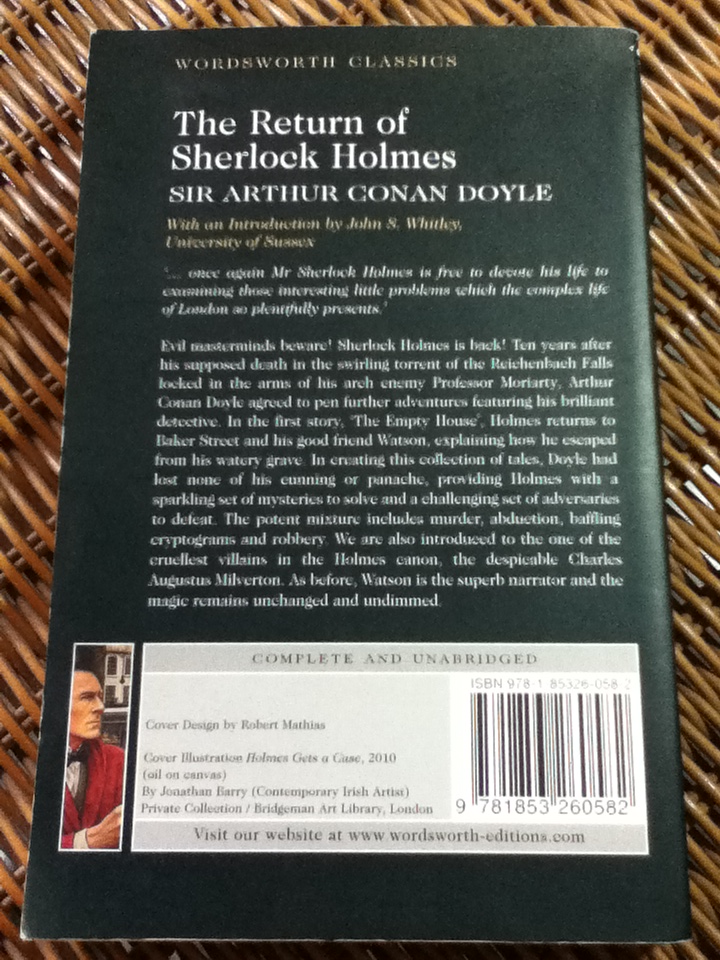 WORDSWORTH CLASSICS
The Return of
Sherlock Holmes
SIR ARTHUR CONAN DOYLE
With an Introduction by John S. Whitley,
University of Sussex
'... once again Mr Sherlock Holmes is free to devote his life to
examining those interesting little problems which the complex life
of London so plentifully presents.'
Evil masterminds beware! Sherlock Holmes is back! Ten years after
his supposed death in the swirling torrent of the Reichenbach Falls
locked in the arms of his arch enemy Professor Moriarty, Arthur
Conan Doyle agreed to pen further adventures featuring his brilliant
detective. In the first story, 'The Empty House', Holmes returns to
Baker Street and his good friend Watson, explaining how he escaped
from his watery grave. In creating this collection of tales, Doyle had
lost none of his cunning or panache, providing Holmes with a
sparkling set of mysteries to solve and a challenging set of adversaries
to defeat. The potent mixture includes murder, abduction, baffling
cryptograms and robbery. We are also introduced to the one of the
cruellest villains in the Holmes canon, the despicable Charles
Augustus Milverton. As before, Watson is the superb narrator and the
magic remains unchanged and undimmed.
COMPLETE AND UNABRIDGED
ISBN 978-1-85326-058-2
Cover Design by Robert Mathias
Cover Illustration Holmes Gets a Case, 2010
(oil on canvas)
By Jonathan Barry (Contemporary Irish Artist)
Private Collection / Bridgeman Art Library, London
9 781853 260582
Visit our website at www.wordsworth-editions.com